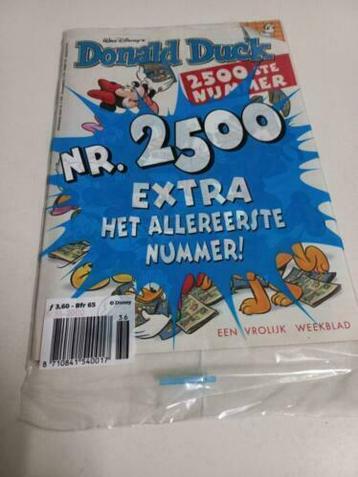 Walt Disney's
Donald Duck
2500STE
NUMMER
NR. 2500
EXTRA
HET ALLEREERSTE
NUMMER!
ƒ 3.60 - Bfr 65 © Disney
36
8 710841 540017
EEN VROLIJK WEEKBLAD